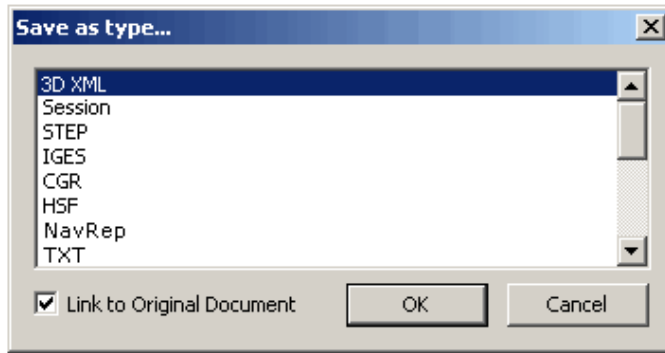 Save as type...
3D XML
Session
STEP
IGES
CGR
HSF
NavRep
TXT
Link to Original Document
OK
Cancel